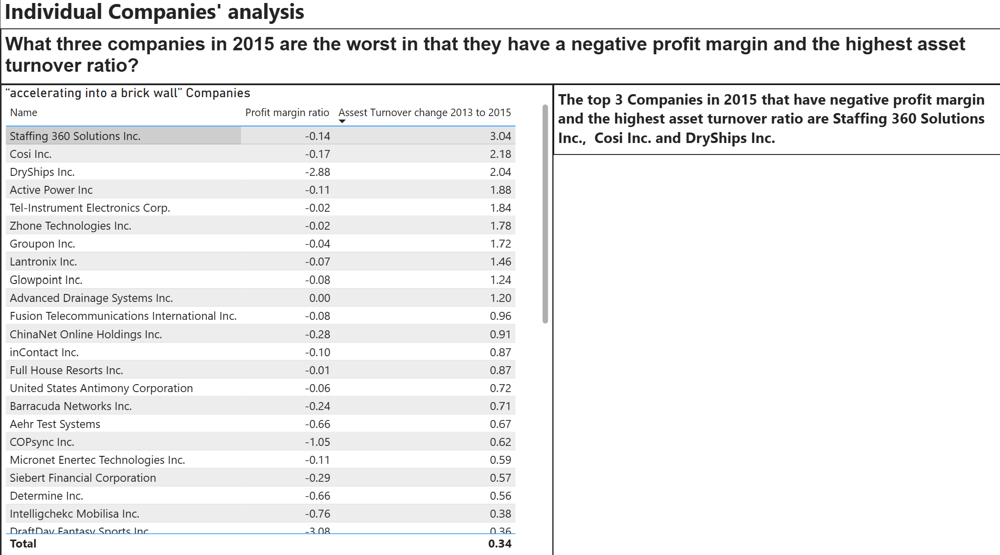 Individual Companies' analysis
What three companies in 2015 are the worst in that they have a negative profit margin and the highest asset
turnover ratio?
“accelerating into a brick wall” Companies
Name Profit margin ratio Assest Turnover change 2013 to 2015
Staffing 360 Solutions Inc. -0.14 3.04
Cosi Inc. -0.17 2.18
DryShips Inc. -2.88 2.04
Active Power Inc -0.11 1.88
Tel-Instrument Electronics Corp. -0.02 1.84
Zhone Technologies Inc. -0.02 1.78
Groupon Inc. -0.04 1.72
Lantronix Inc. -0.07 1.46
Glowpoint Inc. -0.08 1.24
Advanced Drainage Systems Inc. 0.00 1.20
Fusion Telecommunications International Inc. -0.08 0.96
ChinaNet Online Holdings Inc. -0.28 0.91
inContact Inc. -0.10 0.87
Full House Resorts Inc. -0.01 0.87
United States Antimony Corporation -0.06 0.72
Barracuda Networks Inc. -0.24 0.71
Aehr Test Systems -0.66 0.67
COPsync Inc. -1.05 0.62
Micronet Enertec Technologies Inc. -0.11 0.59
Siebert Financial Corporation -0.29 0.57
Determine Inc. -0.66 0.56
Intelligchekc Mobilisa Inc. -0.76 0.38
DraftDay Fantasy Sports Inc -3.08 0.36
Total 0.34
The top 3 Companies in 2015 that have negative profit margin
and the highest asset turnover ratio are Staffing 360 Solutions
Inc., Cosi Inc. and DryShips Inc.